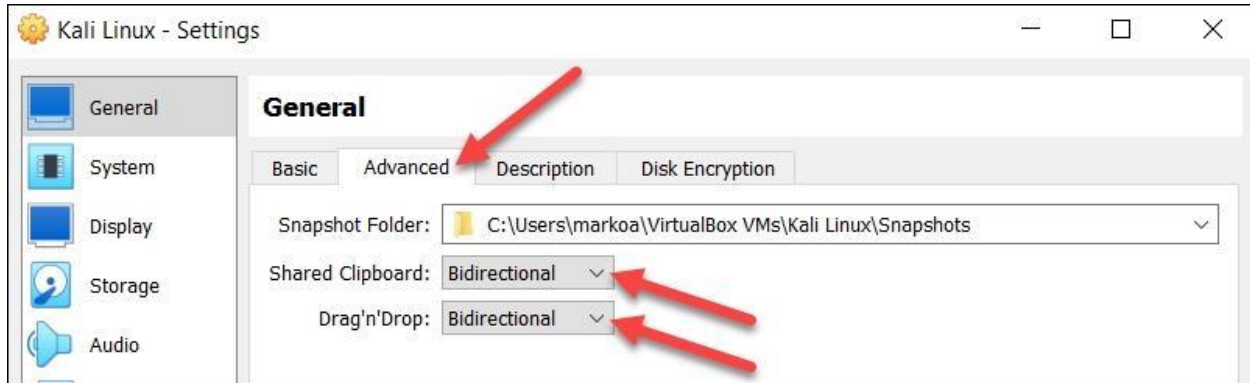 Kali Linux - Settings
General
General
System
Basic Advanced Description Disk Encryption
Display
Snapshot Folder: C:\Users\markoa\VirtualBox VMs\Kali Linux\Snapshots
Storage
Shared Clipboard: Bidirectional
Drag'n'Drop: Bidirectional
Audio